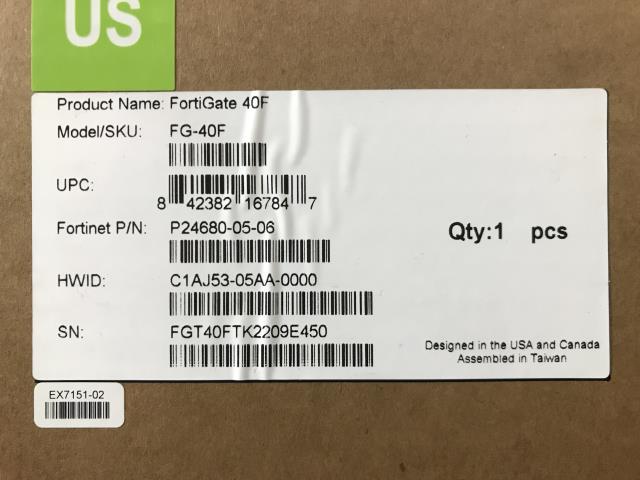 US
Product Name: FortiGate 40F
Model/SKU: FG-40F
UPC: 8 42382 16784 7
Fortinet P/N: P24680-05-06
Qty:1 pcs
HWID: C1AJ53-05AA-0000
SN: FGT40FTK2209E450
Designed in the USA and Canada
Assembled in Taiwan
EX7151-02